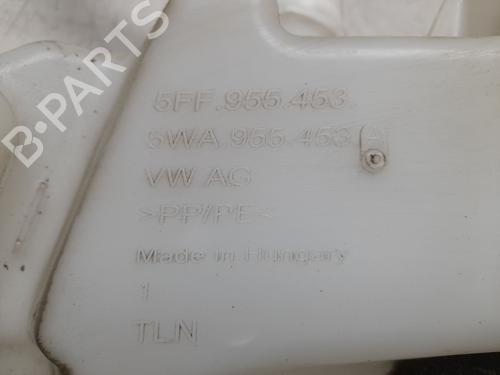 5FF.955.453.
5WA.955.453 A
VW AG
>PP/PE<
Made in Hungary
1
TLN
B-PARTS